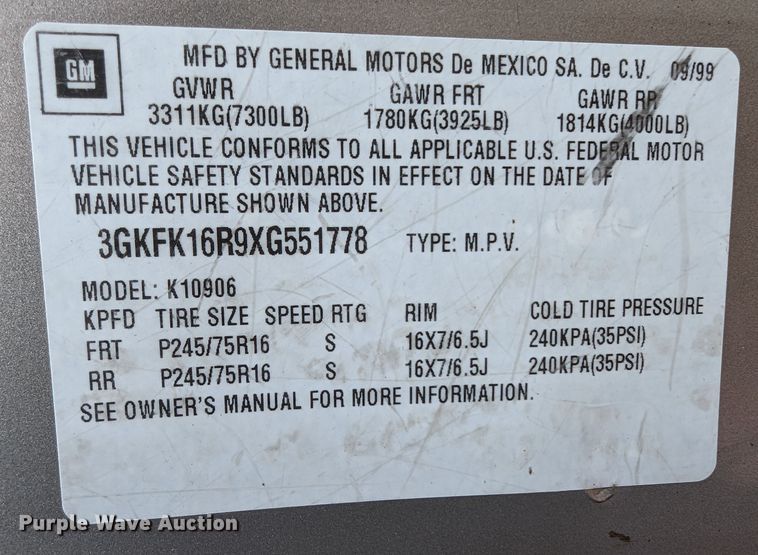 GM
MFD BY GENERAL MOTORS De MEXICO SA. De C.V. 09/99
GVWR GAWR FRT GAWR RR
3311KG(7300LB) 1780KG(3925LB) 1814KG(4000LB)
THIS VEHICLE CONFORMS TO ALL APPLICABLE U.S. FEDERAL MOTOR
VEHICLE SAFETY STANDARDS IN EFFECT ON THE DATE OF
MANUFACTURE SHOWN ABOVE.
3GKFK16R9XG551778 TYPE: M.P.V.
MODEL: K10906
KPFD TIRE SIZE SPEED RTG RIM COLD TIRE PRESSURE
FRT P245/75R16 S 16X7/6.5J 240KPA(35PSI)
RR P245/75R16 S 16X7/6.5J 240KPA(35PSI)
SEE OWNER'S MANUAL FOR MORE INFORMATION.
Purple Wave Auction